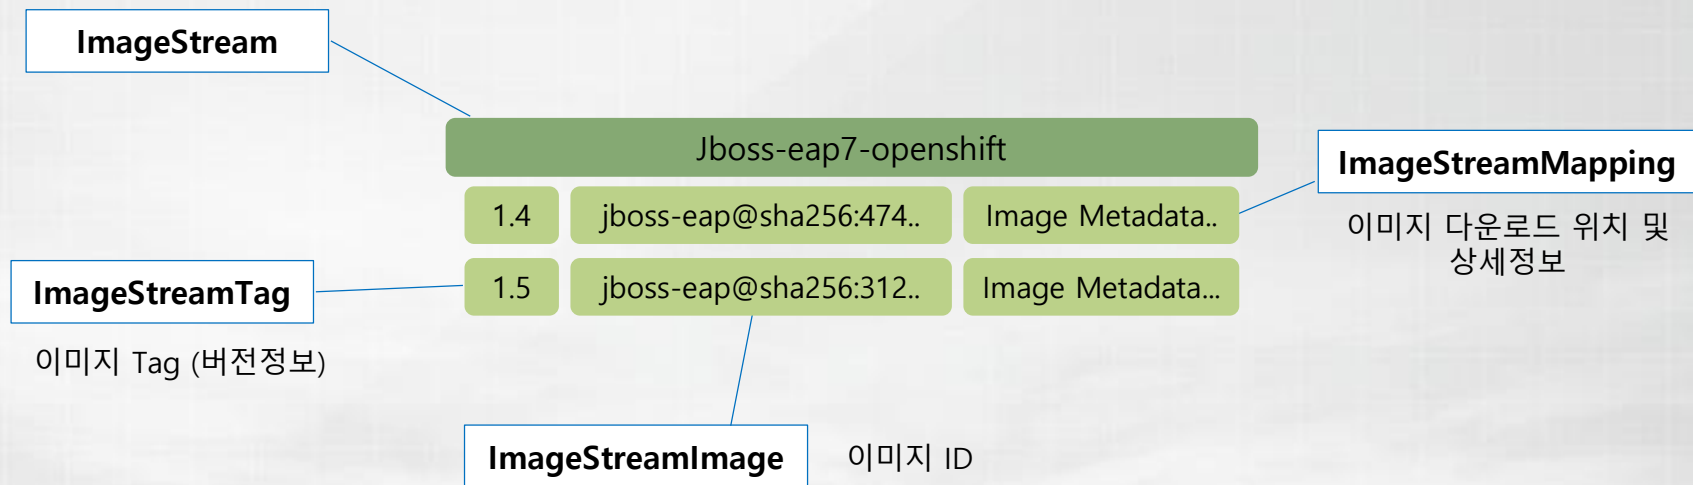 ImageStream
Jboss-eap7-openshift
ImageStreamMapping
1.4
jboss-eap@sha256:474..
Image Metadata..
이미지 다운로드 위치 및
상세정보
ImageStreamTag
1.5
jboss-eap@sha256:312..
Image Metadata...
이미지 Tag (버전정보)
ImageStreamImage
이미지 ID